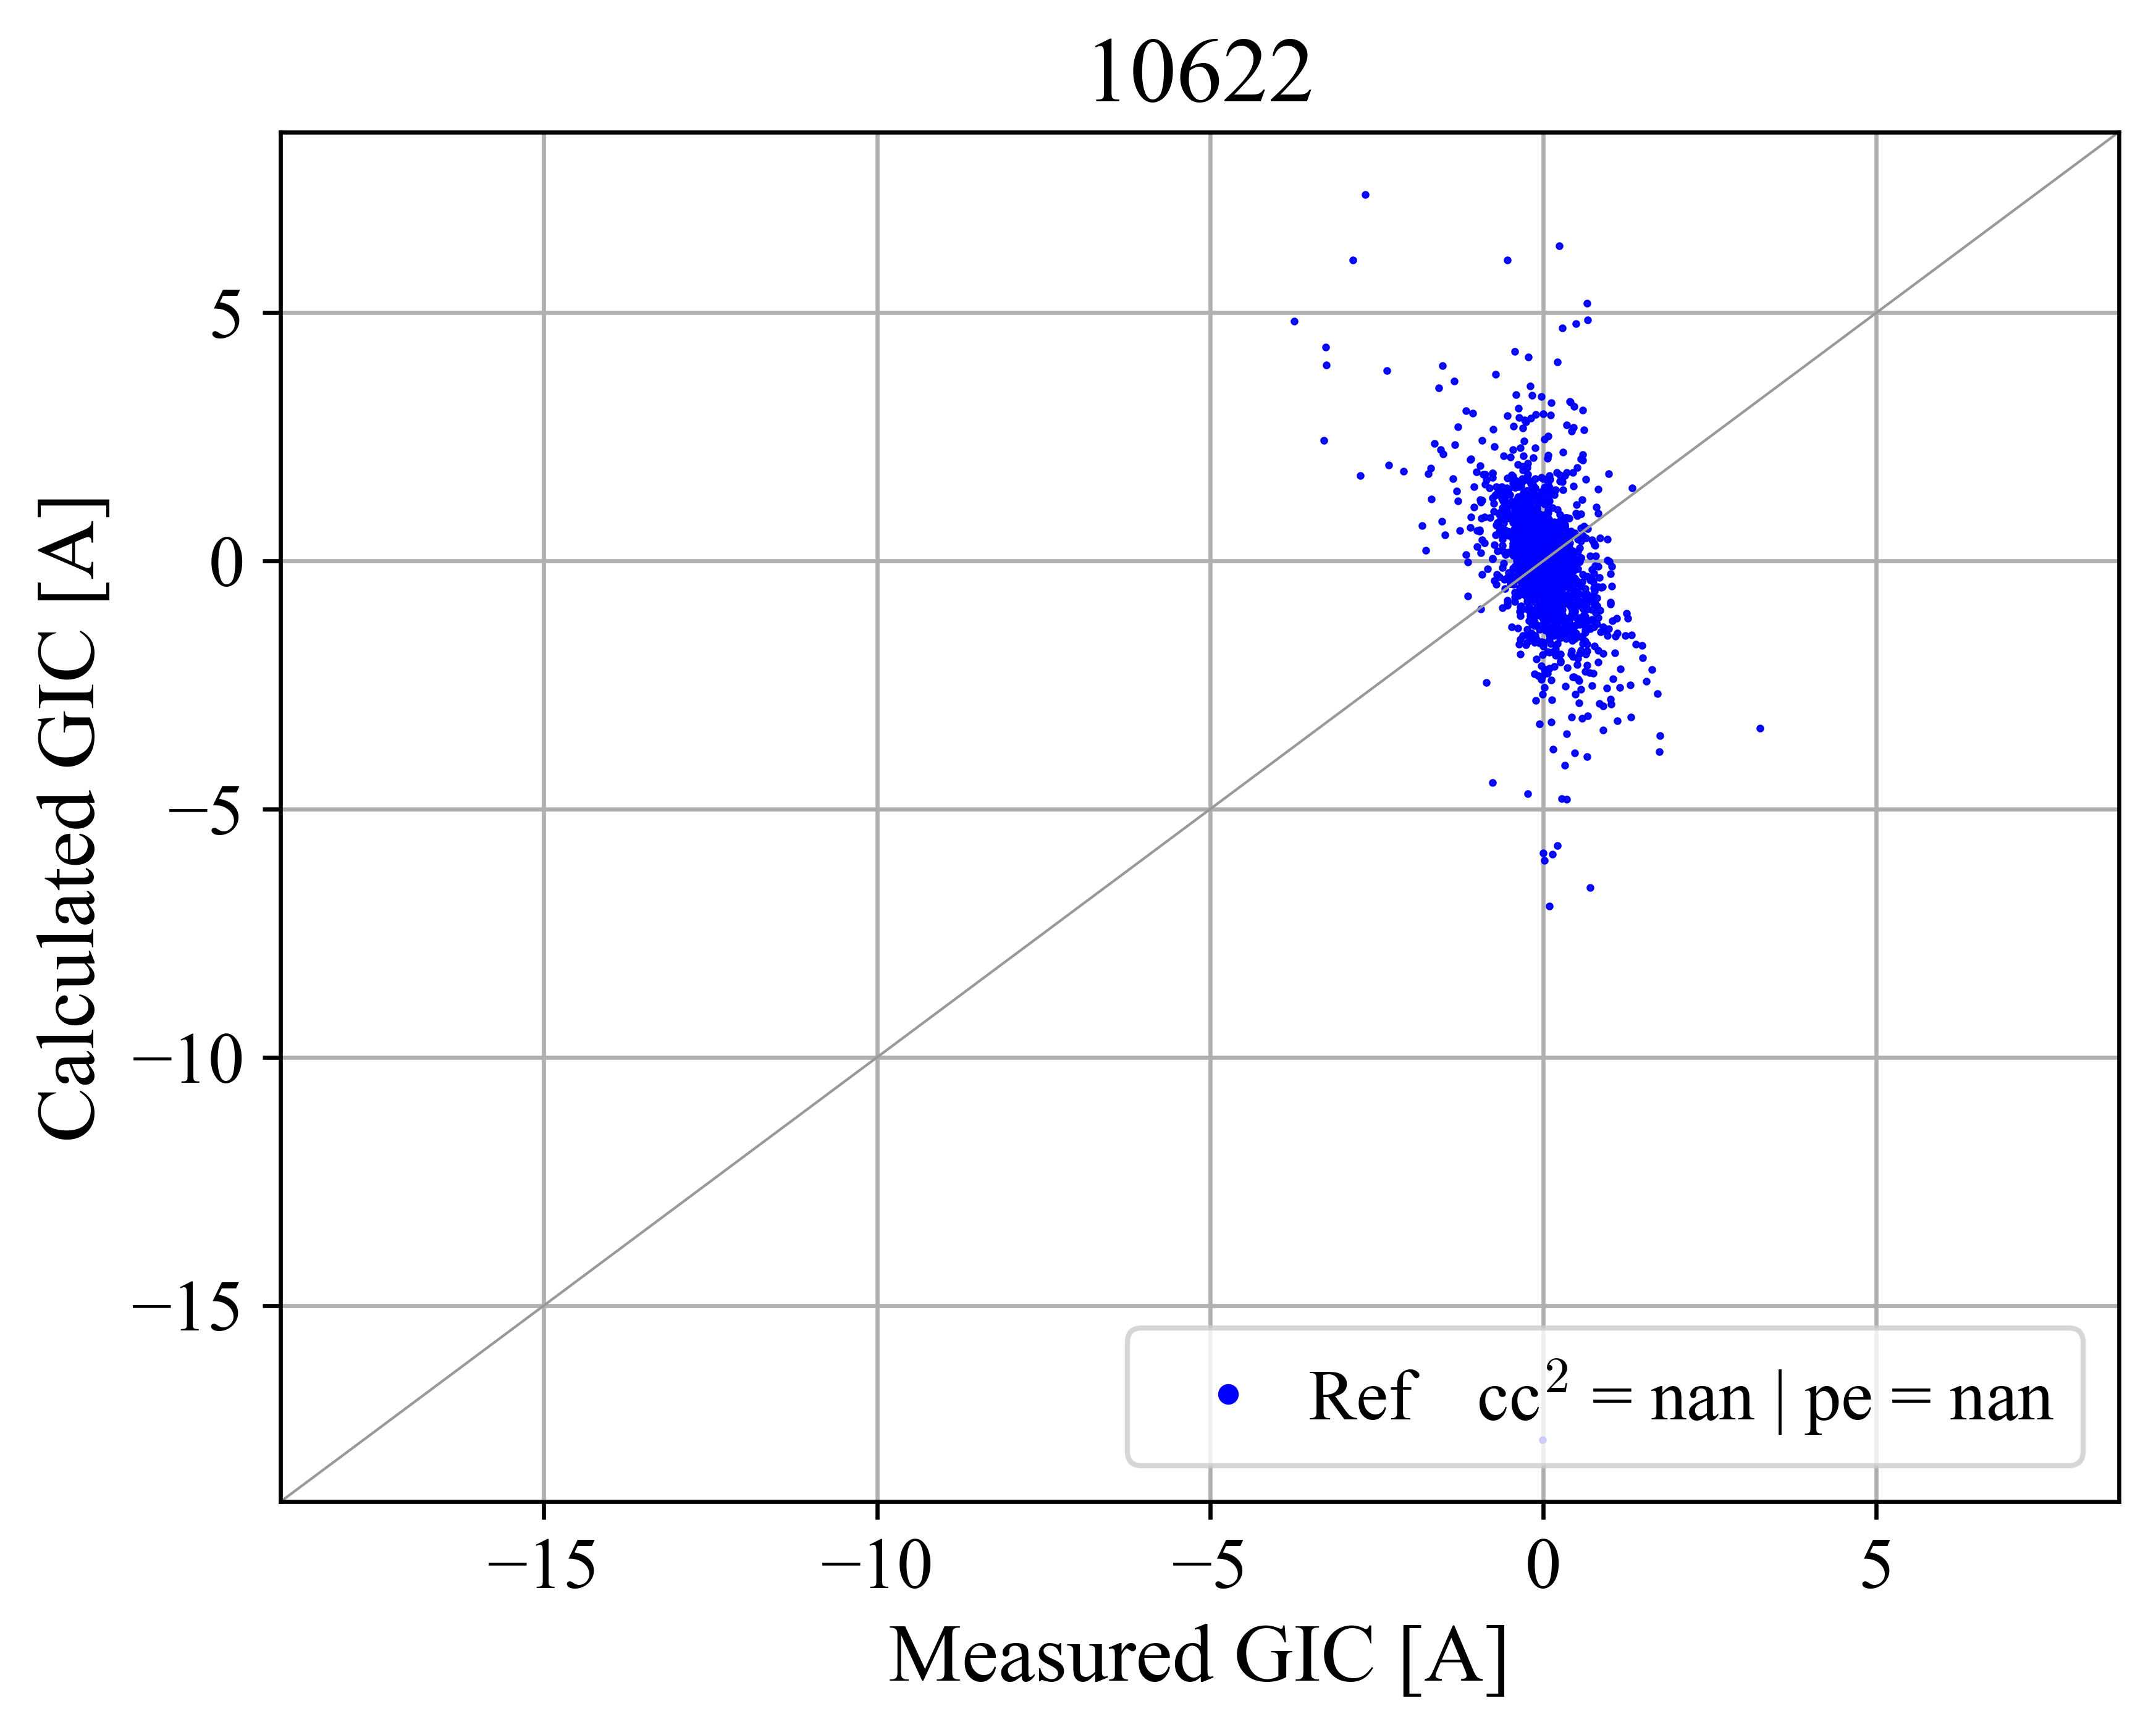 10622
Calculated GIC [A]
5
0
−5
−10
−15
Ref cc² = nan | pe = nan
−15 −10 −5 0 5
Measured GIC [A]